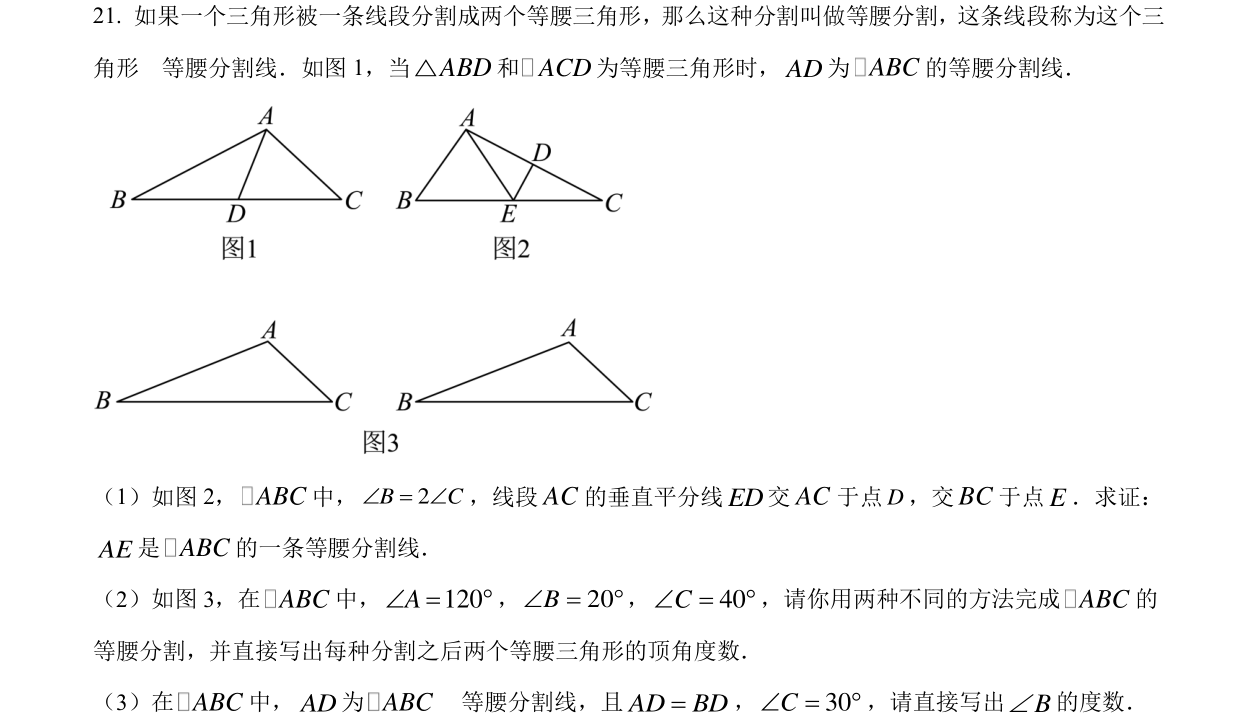 21. 如果一个三角形被一条线段分割成两个等腰三角形，那么这种分割叫做等腰分割，这条线段称为这个三
角形 等腰分割线．如图 1，当△ABD 和□ACD 为等腰三角形时，AD 为□ABC 的等腰分割线．
A
B
D
C
图1
A
D
B
E
C
图2
A
B
C
A
B
C
图3
（1）如图 2，□ABC 中，∠B = 2∠C，线段 AC 的垂直平分线 ED 交 AC 于点 D，交 BC 于点 E．求证：
AE 是□ABC 的一条等腰分割线．
（2）如图 3，在□ABC 中，∠A = 120°，∠B = 20°，∠C = 40°，请你用两种不同的方法完成□ABC 的
等腰分割，并直接写出每种分割之后两个等腰三角形的顶角度数．
（3）在□ABC 中，AD 为□ABC 等腰分割线，且 AD = BD，∠C = 30°，请直接写出∠B 的度数．